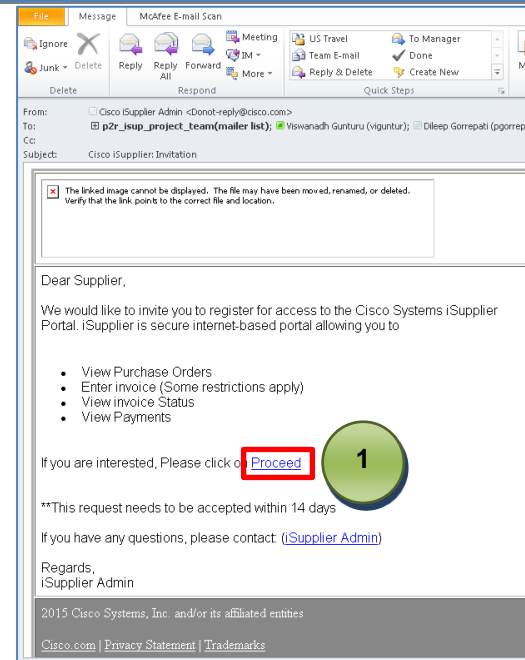 File Message McAfee E-mail Scan
Ignore
Junk
Delete
Reply
Reply All
Forward
Meeting
IM
More
US Travel
Team E-mail
Reply & Delete
To Manager
Done
Create New
M
Delete Respond Quick Steps
From: Cisco iSupplier Admin <Donot-reply@cisco.com>
To: p2r_isup_project_team(mailer list); Viswanadh Gunturu (viguntur); Dileep Gorrepati (pgorrep
Cc:
Subject: Cisco iSupplier: Invitation
The linked image cannot be displayed. The file may have been moved, renamed, or deleted.
Verify that the link points to the correct file and location.
Dear Supplier,
We would like to invite you to register for access to the Cisco Systems iSupplier
Portal. iSupplier is secure internet-based portal allowing you to
• View Purchase Orders
• Enter invoice (Some restrictions apply)
• View invoice Status
• View Payments
If you are interested, Please click on Proceed
1
**This request needs to be accepted within 14 days
If you have any questions, please contact: (iSupplier Admin)
Regards,
iSupplier Admin
2015 Cisco Systems, Inc. and/or its affiliated entities
Cisco.com | Privacy Statement | Trademarks